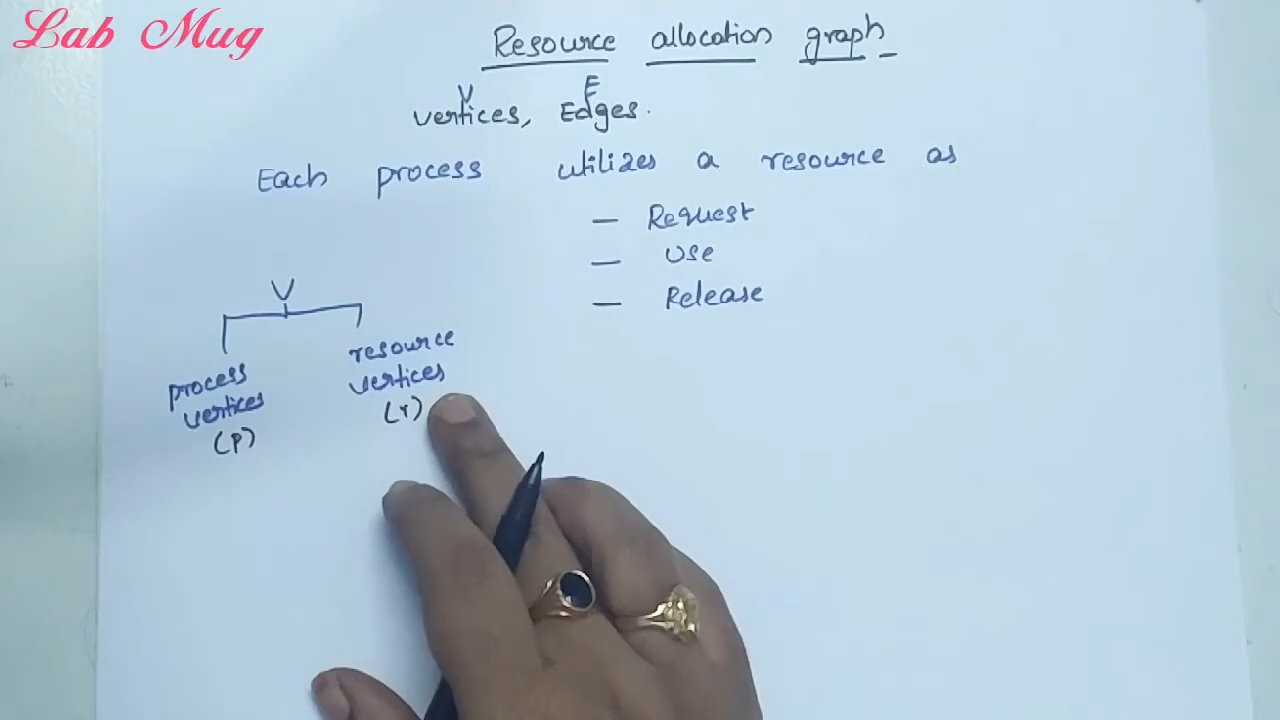 Lab Mug
Resource allocation graph
V E
vertices, Edges.
Each process utilizes a resource as
- Request
- Use
- Release
V
process vertices (p)
resource vertices (r)